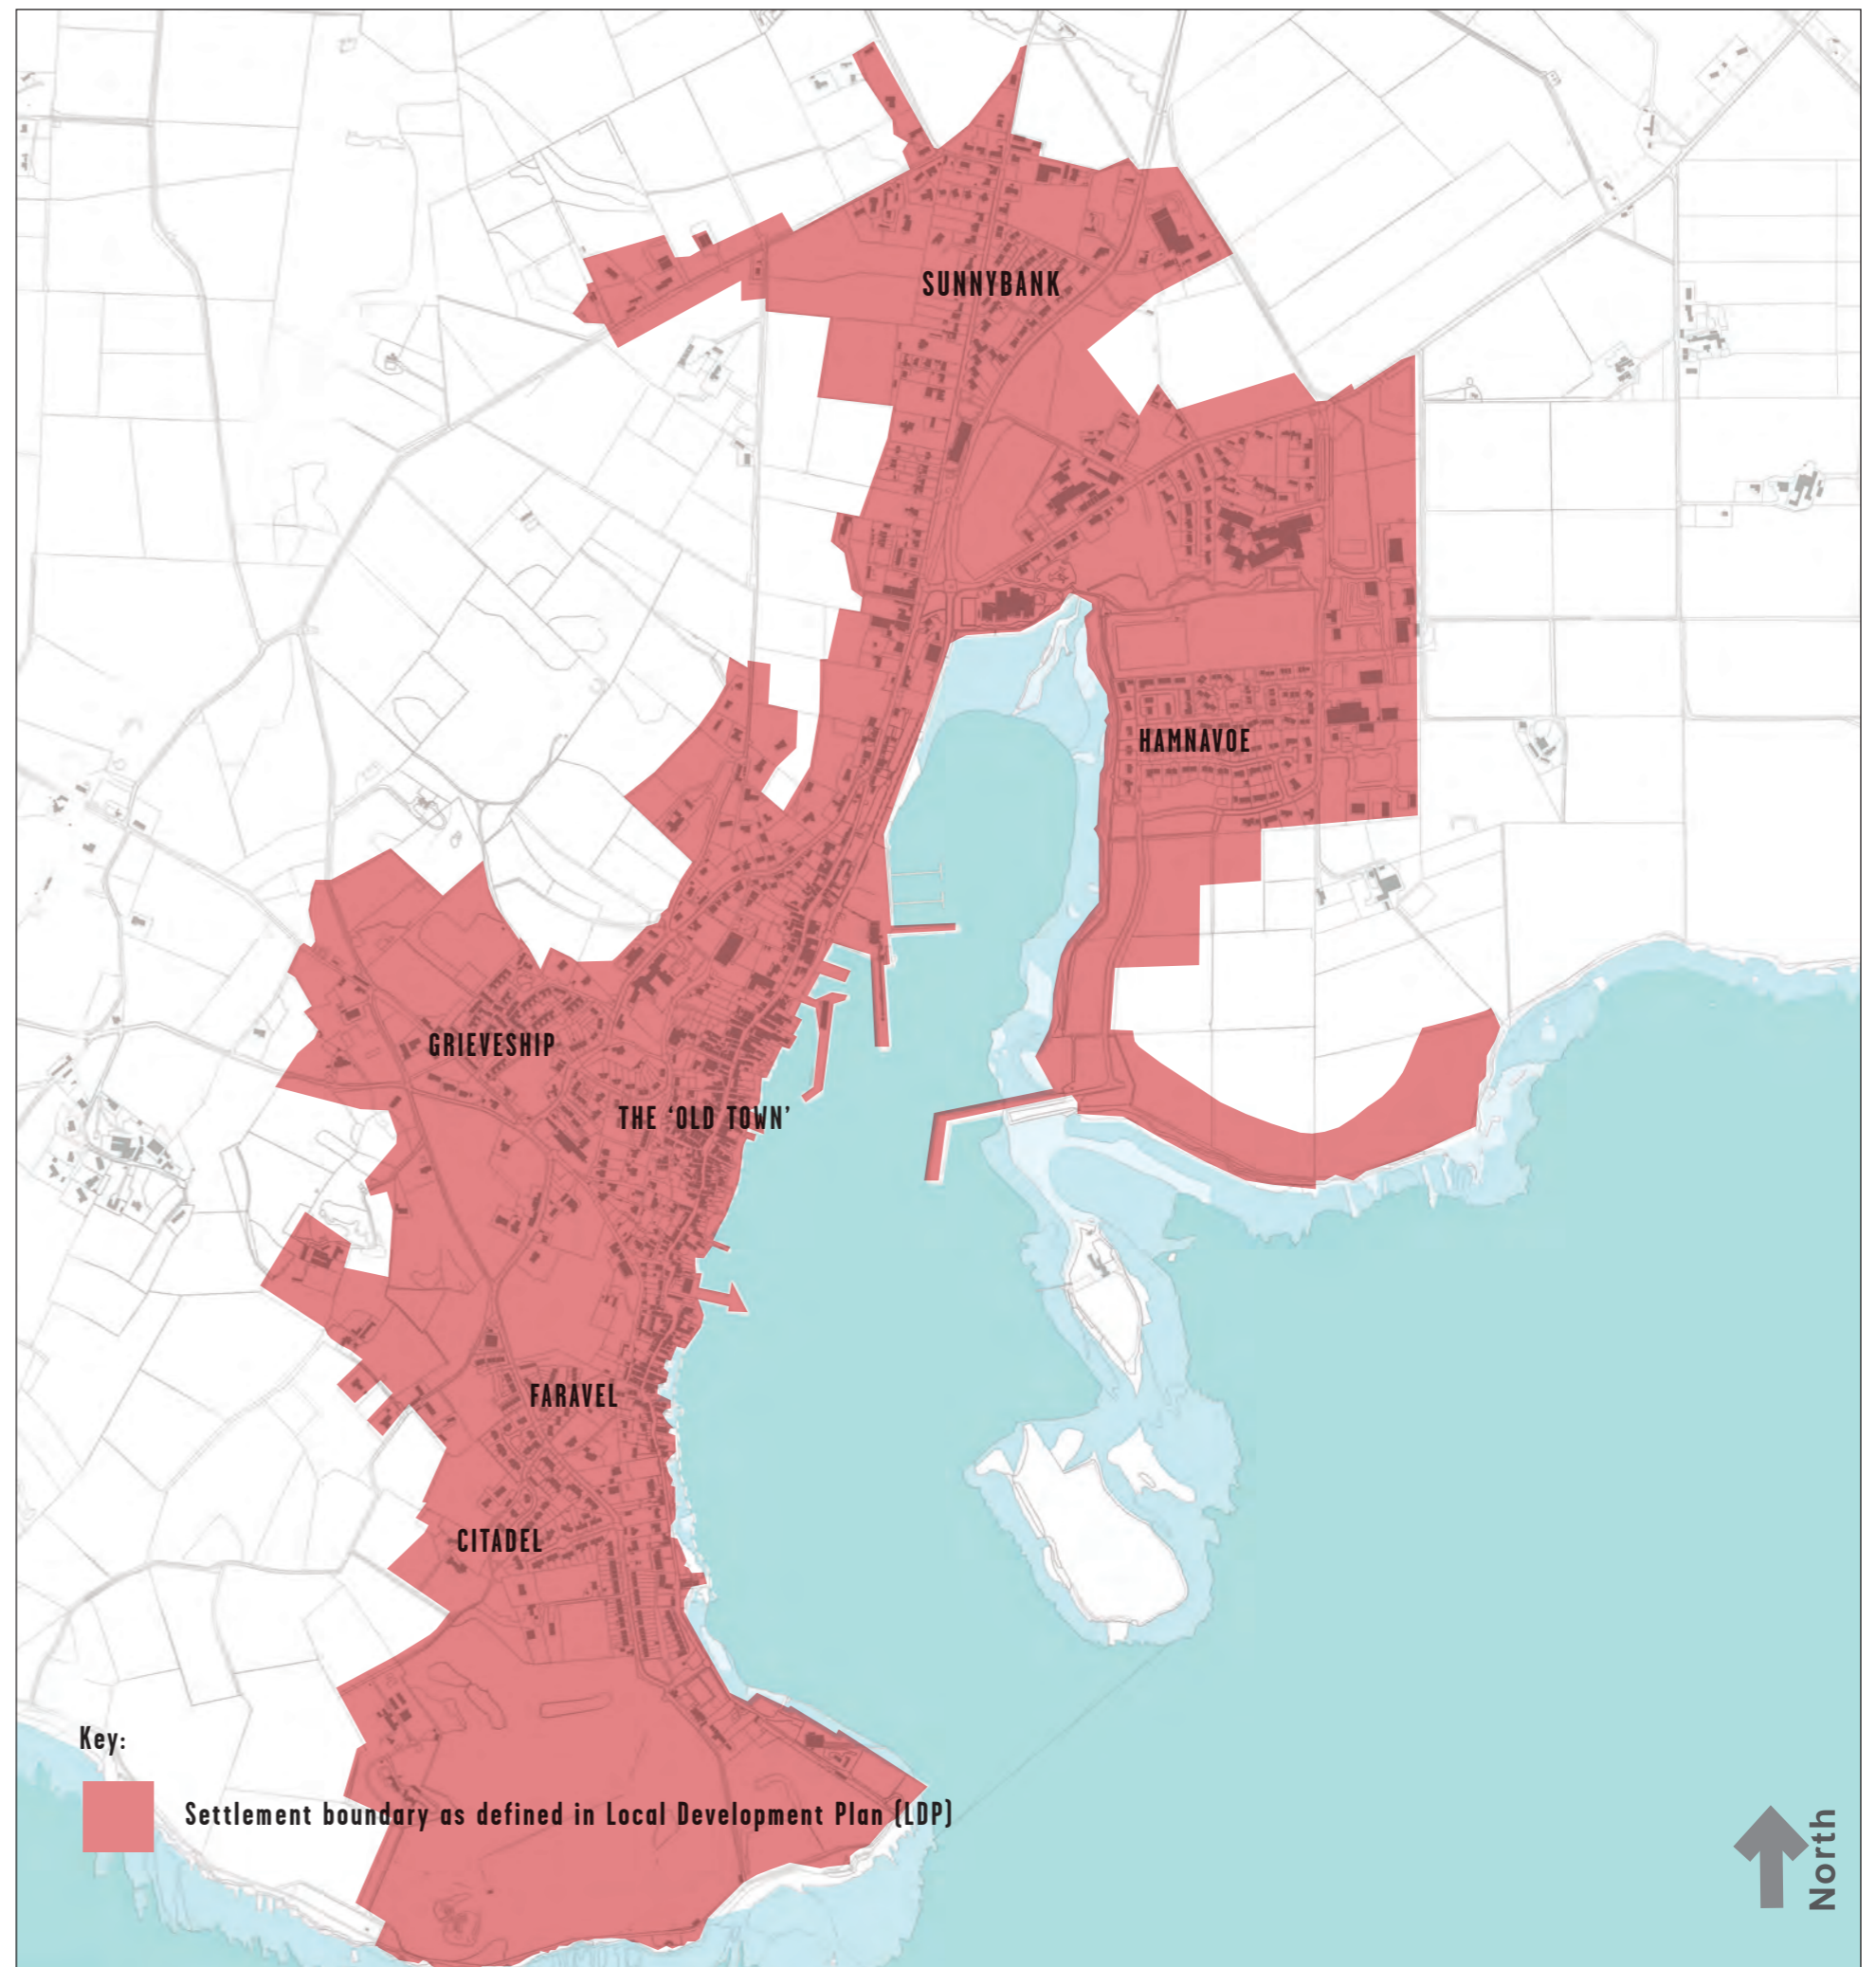 SUNNYBANK
HAMNAVOE
GRIEVESHIP
THE ‘OLD TOWN’
FARAVEL
CITADEL
Key:
Settlement boundary as defined in Local Development Plan (LDP)
North